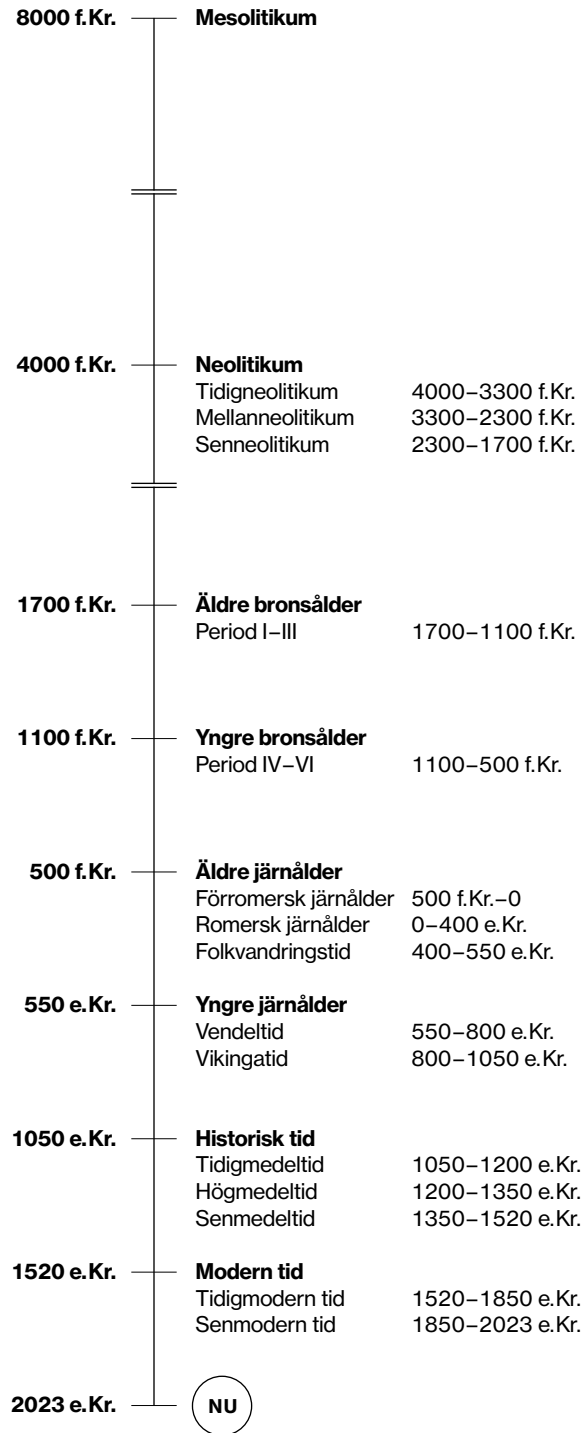 8000 f.Kr. Mesolitikum
4000 f.Kr. Neolitikum
Tidigneolitikum 4000–3300 f.Kr.
Mellanneolitikum 3300–2300 f.Kr.
Senneolitikum 2300–1700 f.Kr.
1700 f.Kr. Äldre bronsålder
Period I–III 1700–1100 f.Kr.
1100 f.Kr. Yngre bronsålder
Period IV–VI 1100–500 f.Kr.
500 f.Kr. Äldre järnålder
Förromersk järnålder 500 f.Kr.–0
Romersk järnålder 0–400 e.Kr.
Folkvandringstid 400–550 e.Kr.
550 e.Kr. Yngre järnålder
Vendeltid 550–800 e.Kr.
Vikingatid 800–1050 e.Kr.
1050 e.Kr. Historisk tid
Tidigmedeltid 1050–1200 e.Kr.
Högmedeltid 1200–1350 e.Kr.
Senmedeltid 1350–1520 e.Kr.
1520 e.Kr. Modern tid
Tidigmodern tid 1520–1850 e.Kr.
Senmodern tid 1850–2023 e.Kr.
2023 e.Kr. NU